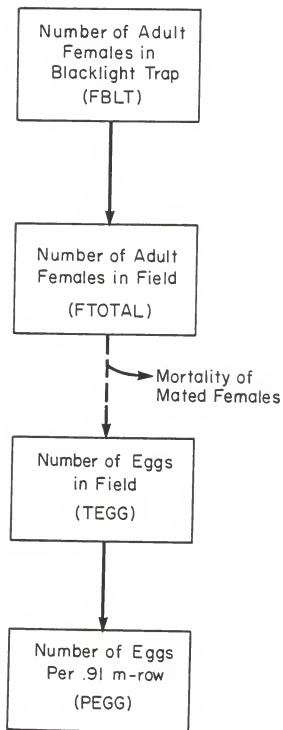 Number of Adult
Females in
Blacklight Trap
(FBLT)
Number of Adult
Females in Field
(FTOTAL)
Mortality of
Mated Females
Number of Eggs
in Field
(TEGG)
Number of Eggs
Per .91 m-row
(PEGG)